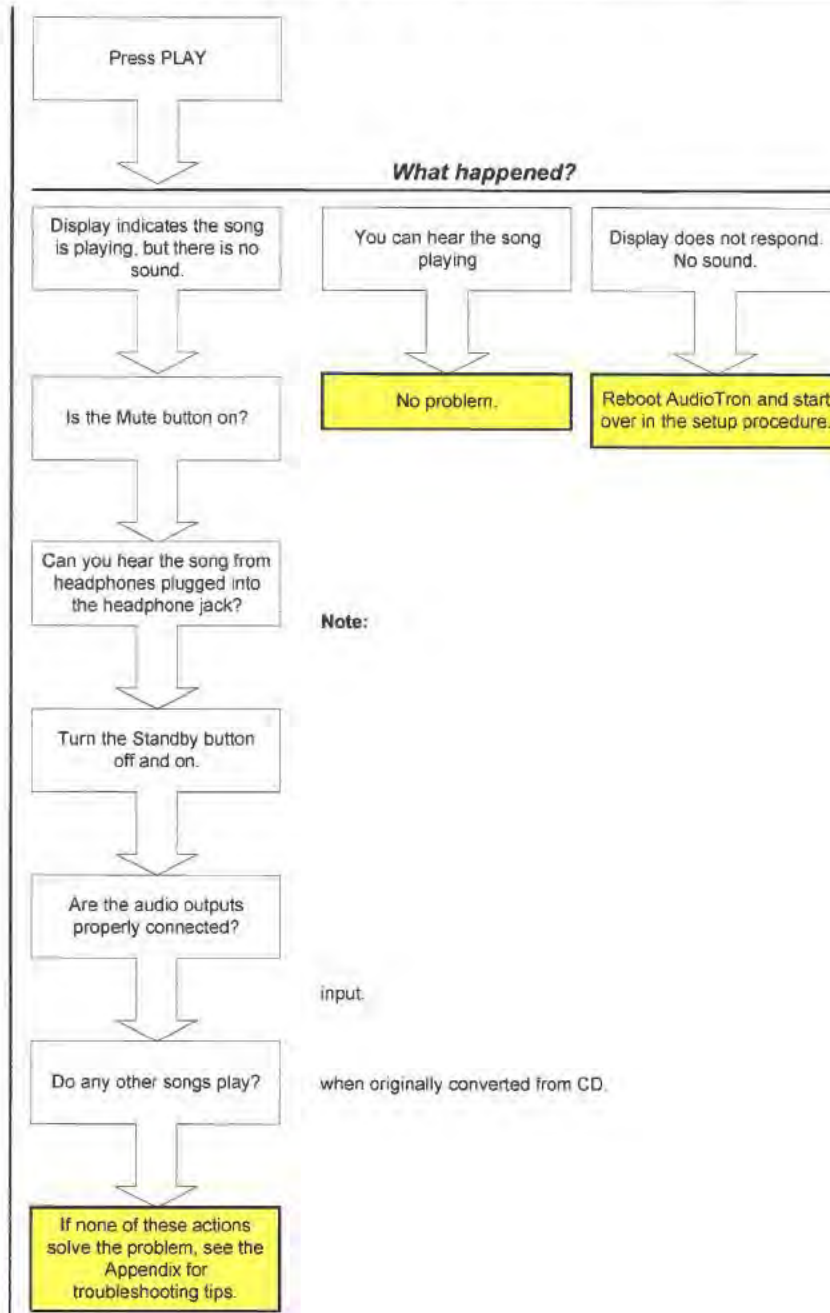 Press PLAY
What happened?
Display indicates the song
is playing, but there is no
sound.
You can hear the song
playing
Display does not respond.
No sound.
Is the Mute button on?
No problem.
Reboot AudioTron and start
over in the setup procedure.
Can you hear the song from
headphones plugged into
the headphone jack?
Note:
Turn the Standby button
off and on.
Are the audio outputs
properly connected?
input.
Do any other songs play?
when originally converted from CD.
If none of these actions
solve the problem, see the
Appendix for
troubleshooting tips.